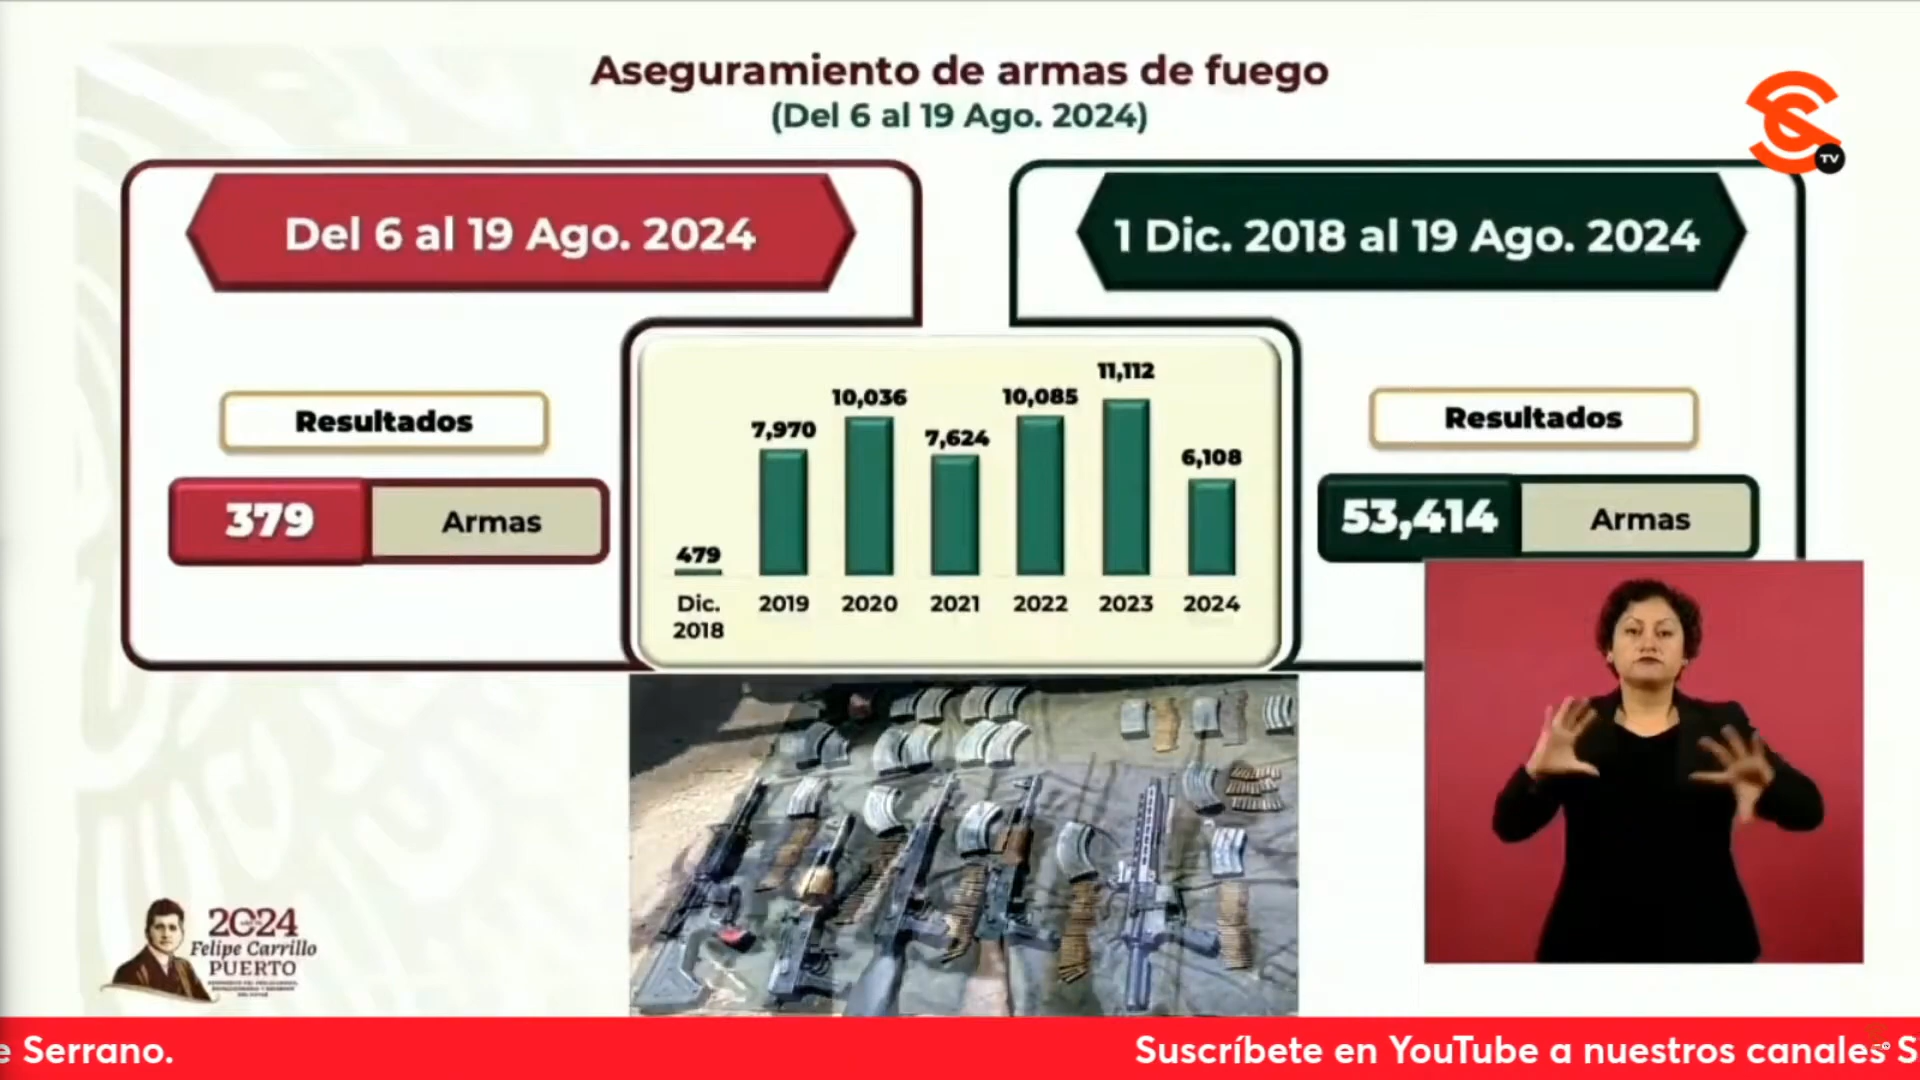 Aseguramiento de armas de fuego
(Del 6 al 19 Ago. 2024)
TV
Del 6 al 19 Ago. 2024
1 Dic. 2018 al 19 Ago. 2024
Resultados
379 Armas
479
7,970
10,036
7,624
10,085
11,112
6,108
Dic. 2018
2019
2020
2021
2022
2023
2024
Resultados
53,414 Armas
2024
Felipe Carrillo
PUERTO
e Serrano.
Suscríbete en YouTube a nuestros canales S